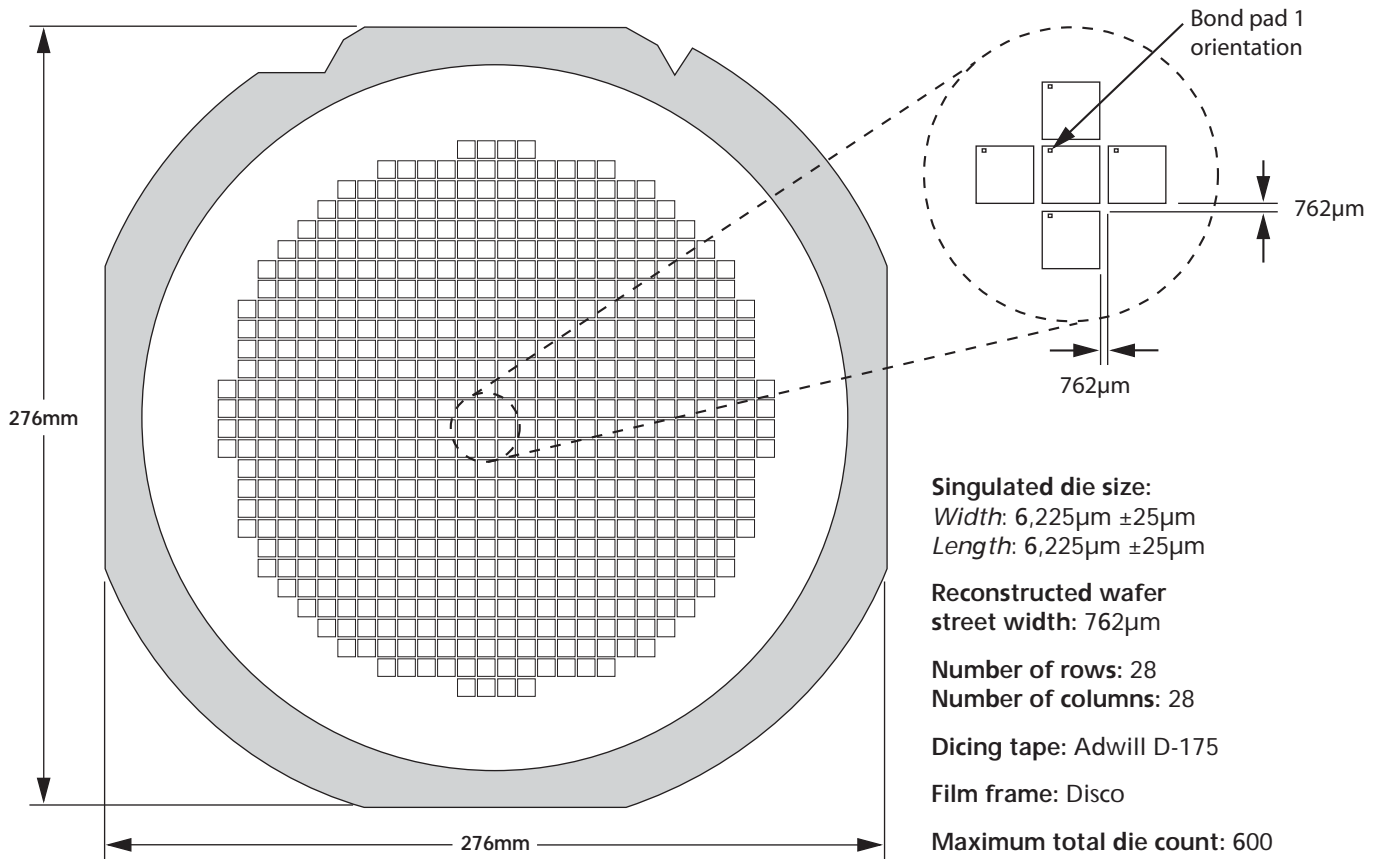 Bond pad 1
orientation
762µm
762µm
276mm
276mm
Singulated die size:
Width: 6,225µm ±25µm
Length: 6,225µm ±25µm
Reconstructed wafer
street width: 762µm
Number of rows: 28
Number of columns: 28
Dicing tape: Adwill D-175
Film frame: Disco
Maximum total die count: 600